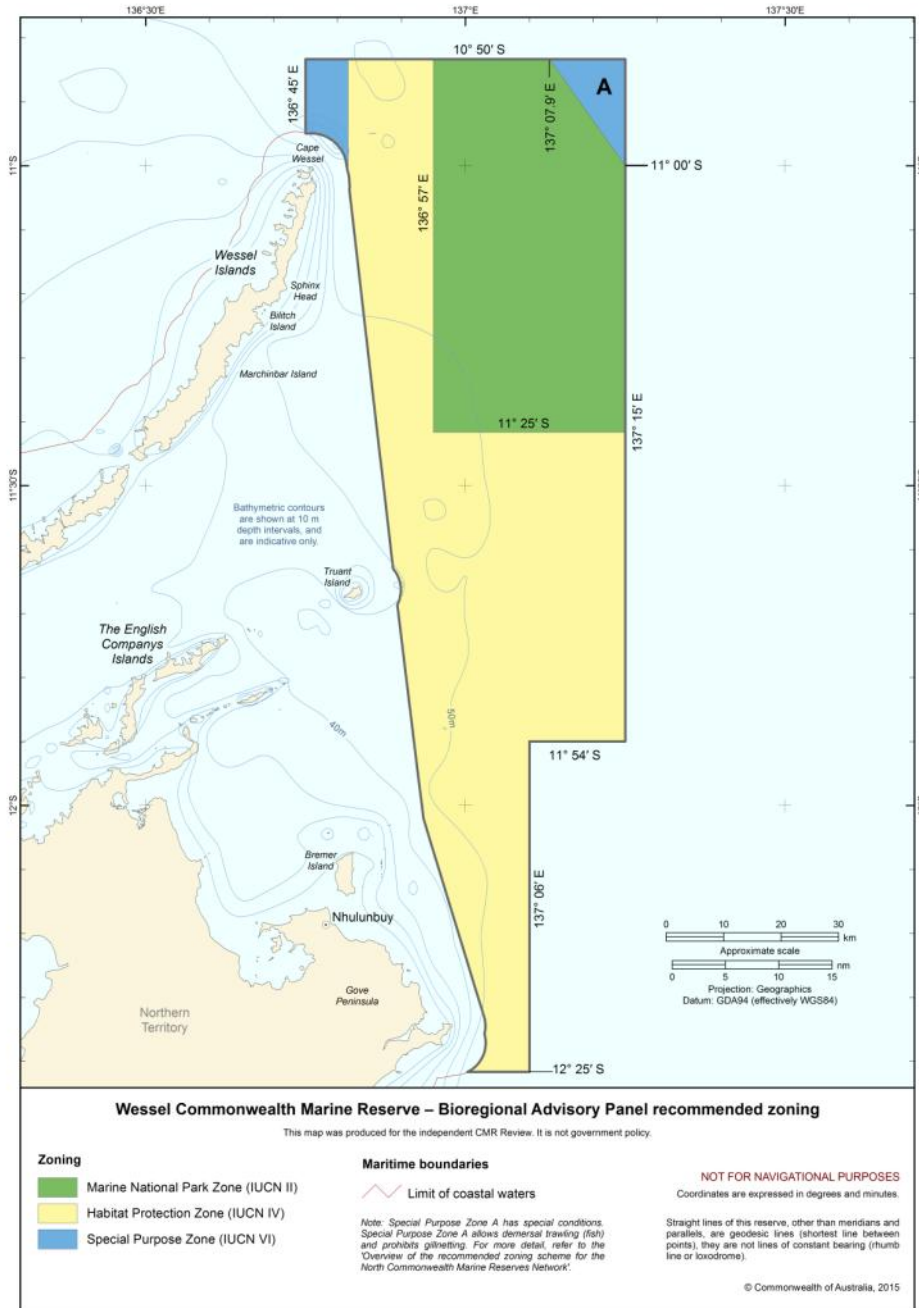 136°30'E
137°E
137°30'E
10° 50' S
136° 45' E
A
137° 07.9' E
Cape
Wessel
11°S
11° 00' S
136° 57' E
Wessel
Islands
Sphinx
Head
Bilitch
Island
Marchinbar Island
11° 25' S
137° 15' E
11°30'S
Bathymetric contours
are shown at 10 m
depth intervals, and
are indicative only.
Truant
Island
The English
Companys
Islands
50m
40m
11° 54' S
12°S
Bremer
Island
137° 06' E
Nhulunbuy
0 10 20 30
km
Approximate scale
nm
0 5 10 15
Projection: Geographics
Datum: GDA94 (effectively WGS84)
Gove
Peninsula
Northern
Territory
12° 25' S
Wessel Commonwealth Marine Reserve – Bioregional Advisory Panel recommended zoning
This map was produced for the independent CMR Review. It is not government policy.
Zoning
Marine National Park Zone (IUCN II)
Habitat Protection Zone (IUCN IV)
Special Purpose Zone (IUCN VI)
Maritime boundaries
Limit of coastal waters
Note: Special Purpose Zone A has special conditions.
Special Purpose Zone A allows demersal trawling (fish)
and prohibits gillnetting. For more detail, refer to the
'Overview of the recommended zoning scheme for the
North Commonwealth Marine Reserves Network'.
NOT FOR NAVIGATIONAL PURPOSES
Coordinates are expressed in degrees and minutes.
Straight lines of this reserve, other than meridians and
parallels, are geodesic lines (shortest line between
points), they are not lines of constant bearing (rhumb
line or loxodrome).
© Commonwealth of Australia, 2015